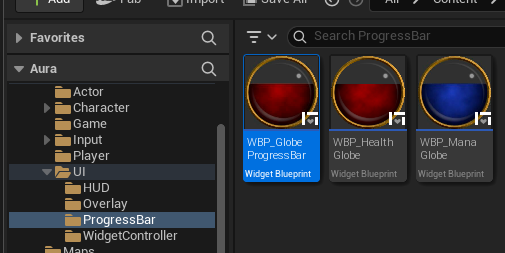 Add
Fab
Import
Save All
All
Content
Favorites
Search ProgressBar
Aura
Actor
Character
Game
Input
Player
UI
HUD
Overlay
ProgressBar
WidgetController
Maps
WBP_Globe
ProgressBar
Widget Blueprint
WBP_Health
Globe
Widget Blueprint
WBP_Mana
Globe
Widget Blueprint